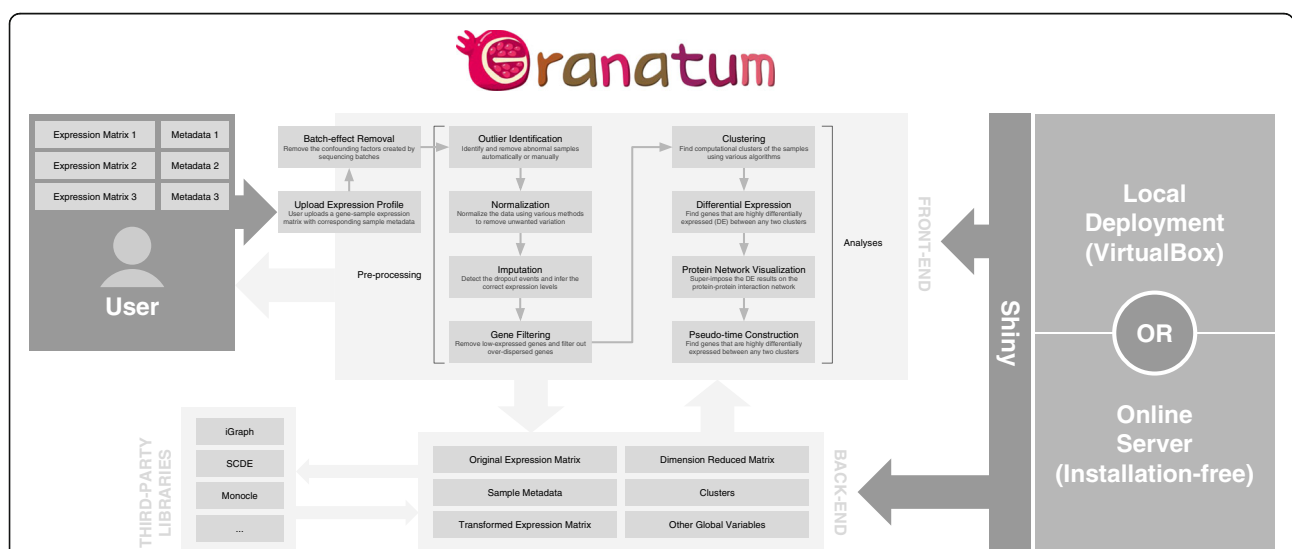 Granatum
Expression Matrix 1
Metadata 1
Expression Matrix 2
Metadata 2
Expression Matrix 3
Metadata 3
User
Batch-effect Removal
Remove the confounding factors created by
sequencing batches
Upload Expression Profile
User uploads a gene-sample expression
matrix with corresponding sample metadata
Pre-processing
Outlier Identification
Identify and remove abnormal samples
automatically or manually
Normalization
Normalize the data using various methods
to remove unwanted variation
Imputation
Detect the dropout events and infer the
correct expression levels
Gene Filtering
Remove low-expressed genes and filter out
over-dispersed genes
Clustering
Find computational clusters of the samples
using various algorithms
Differential Expression
Find genes that are highly differentially
expressed (DE) between any two clusters
Protein Network Visualization
Super-impose the DE results on the
protein-protein interaction network
Pseudo-time Construction
Find genes that are highly differentially
expressed between any two clusters
Analyses
FRONT-END
Shiny
Local
Deployment
(VirtualBox)
OR
Online
Server
(Installation-free)
THIRD-PARTY
LIBRARIES
iGraph
SCDE
Monocle
...
Original Expression Matrix
Dimension Reduced Matrix
Sample Metadata
Clusters
Transformed Expression Matrix
Other Global Variables
BACK-END